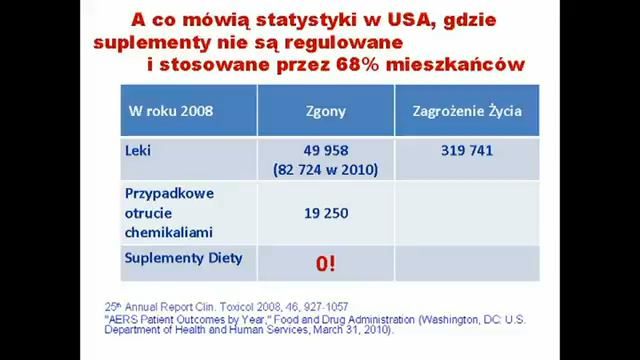 A co mówią statystyki w USA, gdzie
suplementy nie są regulowane
i stosowane przez 68% mieszkańców
W roku 2008 Zgony Zagrożenie Życia
Leki 49 958 319 741
(82 724 w 2010)
Przypadkowe
otrucie 19 250
chemikaliami
Suplementy Diety 0!
25th Annual Report Clin. Toxicol 2008, 46, 927-1057
"AERS Patient Outcomes by Year," Food and Drug Administration (Washington, DC: U.S.
Department of Health and Human Services, March 31, 2010).